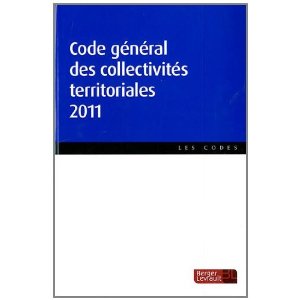 Code général
des collectivités
territoriales
2011
LES CODES
Berger
Levrault